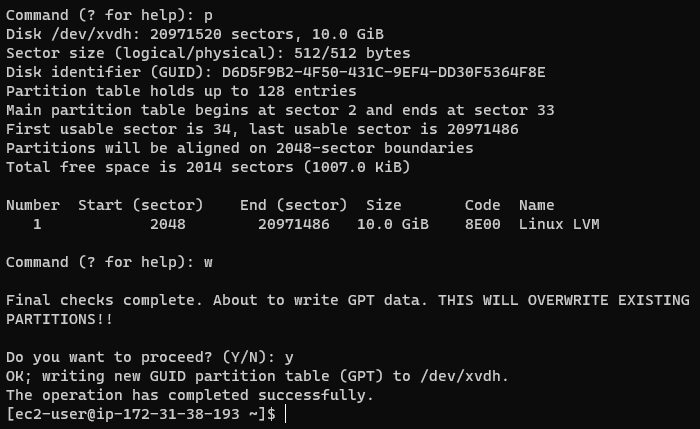 Command (? for help): p
Disk /dev/xvdh: 20971520 sectors, 10.0 GiB
Sector size (logical/physical): 512/512 bytes
Disk identifier (GUID): D6D5F9B2-4F50-431C-9EF4-DD30F5364F8E
Partition table holds up to 128 entries
Main partition table begins at sector 2 and ends at sector 33
First usable sector is 34, last usable sector is 20971486
Partitions will be aligned on 2048-sector boundaries
Total free space is 2014 sectors (1007.0 KiB)
Number  Start (sector)    End (sector)  Size       Code  Name
   1            2048        20971486   10.0 GiB    8E00  Linux LVM
Command (? for help): w
Final checks complete. About to write GPT data. THIS WILL OVERWRITE EXISTING
PARTITIONS!!
Do you want to proceed? (Y/N): y
OK; writing new GUID partition table (GPT) to /dev/xvdh.
The operation has completed successfully.
[ec2-user@ip-172-31-38-193 ~]$